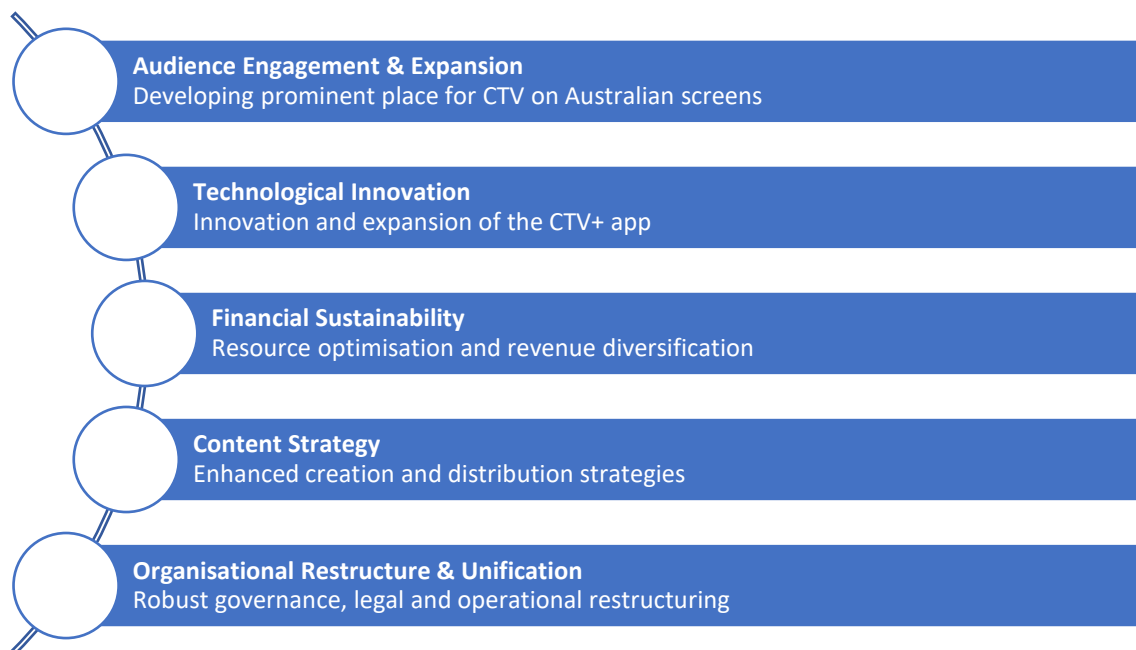 Audience Engagement & Expansion
Developing prominent place for CTV on Australian screens
Technological Innovation
Innovation and expansion of the CTV+ app
Financial Sustainability
Resource optimisation and revenue diversification
Content Strategy
Enhanced creation and distribution strategies
Organisational Restructure & Unification
Robust governance, legal and operational restructuring